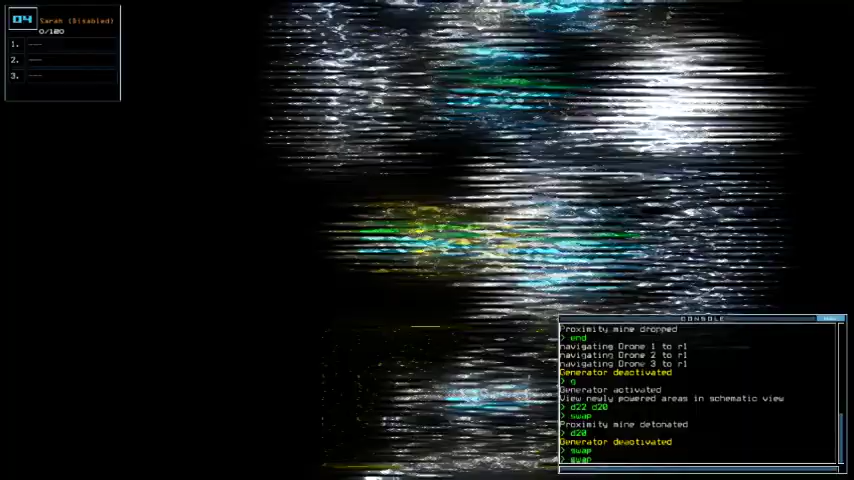 04 Sarah (Disabled)
0/100
1. ---
2. ---
3. ---
CONSOLE
Proximity mine dropped
> end
navigating Drone 1 to r1
navigating Drone 2 to r1
navigating Drone 3 to r1
Generator deactivated
> g
Generator activated
View newly powered areas in schematic view
> d22 d20
> swap
Proximity mine detonated
> d20
Generator deactivated
> swap
> swap